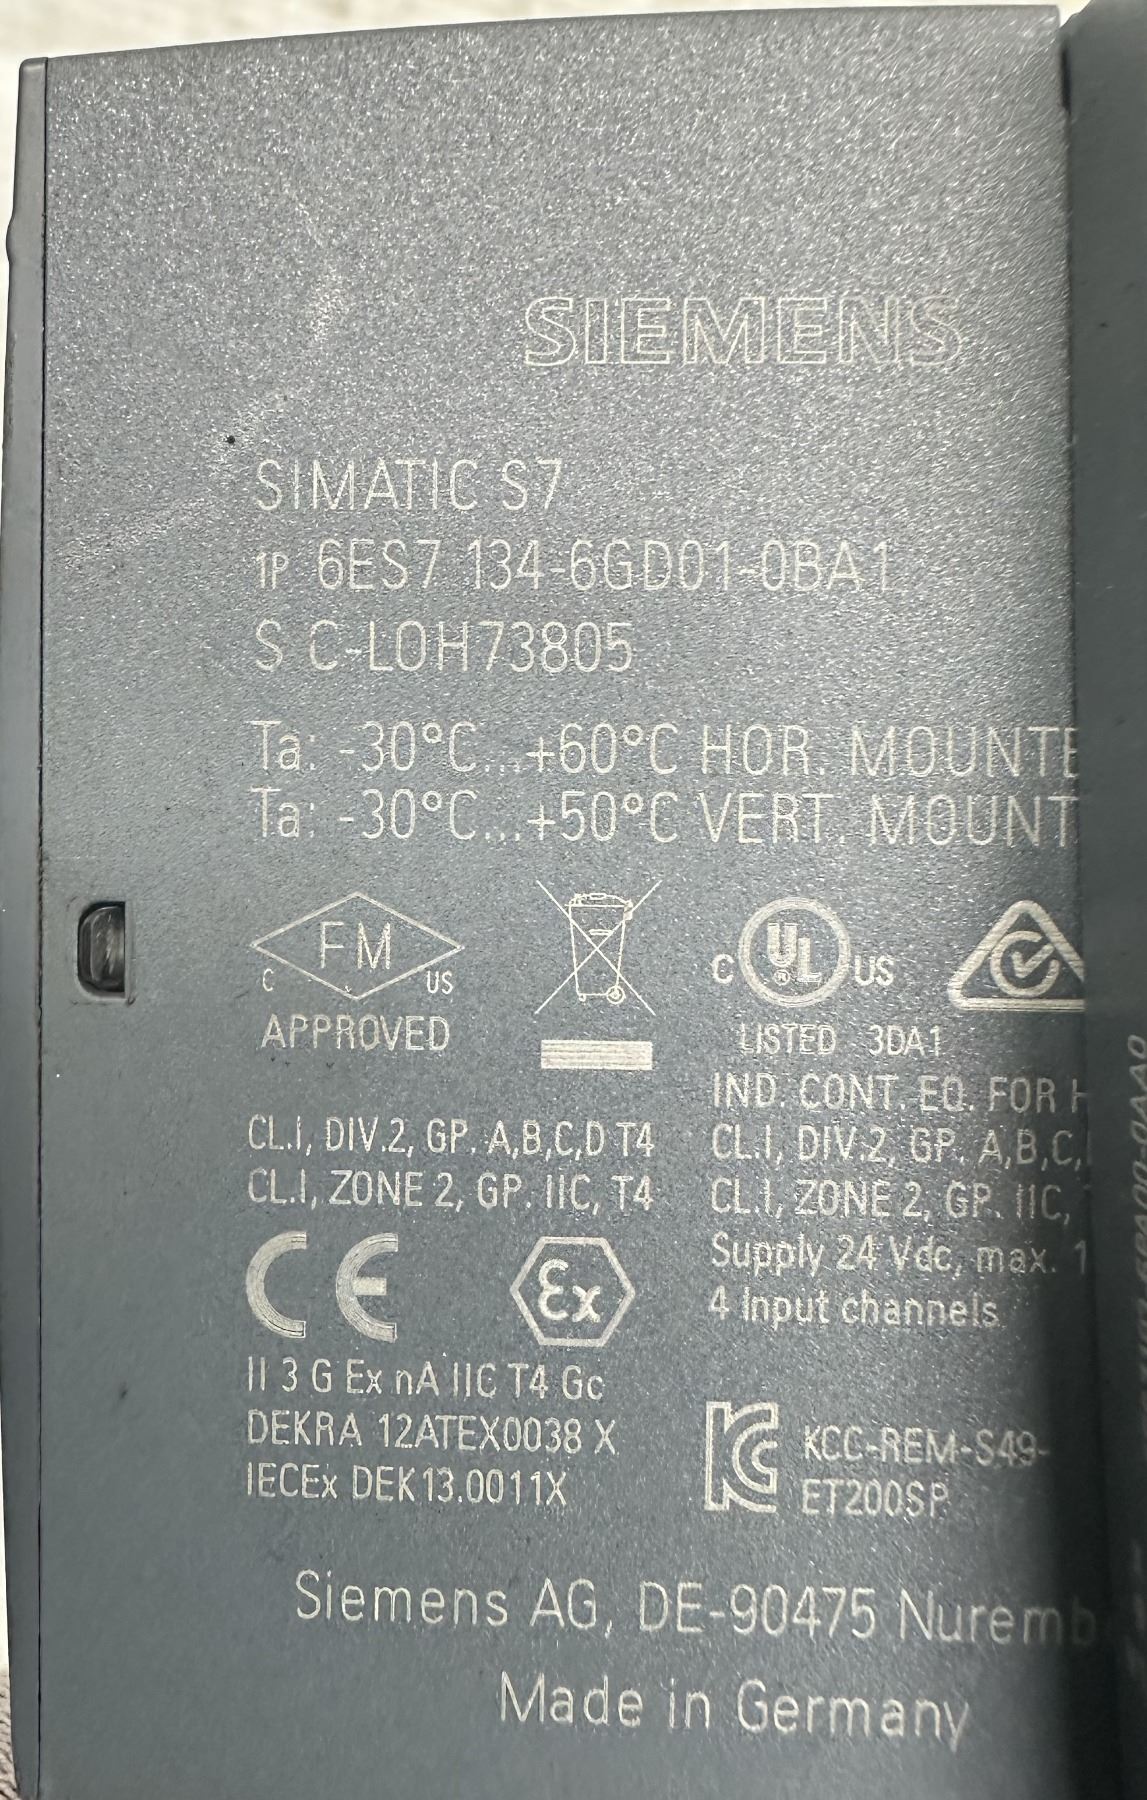 SIEMENS
SIMATIC S7
1P 6ES7 134-6GD01-0BA1
S C-L0H73805
Ta: -30°C...+60°C HOR. MOUNTE
Ta: -30°C...+50°C VERT. MOUNT
FM
C US
APPROVED
C UL US
®
LISTED 3DA1
IND. CONT. EQ. FOR H
CL.I, DIV.2, GP. A,B,C,D T4
CL.I, ZONE 2, GP. IIC, T4
CL.I, DIV.2, GP. A,B,C,
CL.I, ZONE 2, GP. IIC,
Supply 24 Vdc, max. 1
4 Input channels
CE
Ex
II 3 G Ex nA IIC T4 Gc
DEKRA 12ATEX0038 X
IECEx DEK13.0011X
KCC-REM-S49-
ET200SP
Siemens AG, DE-90475 Nuremb
Made in Germany